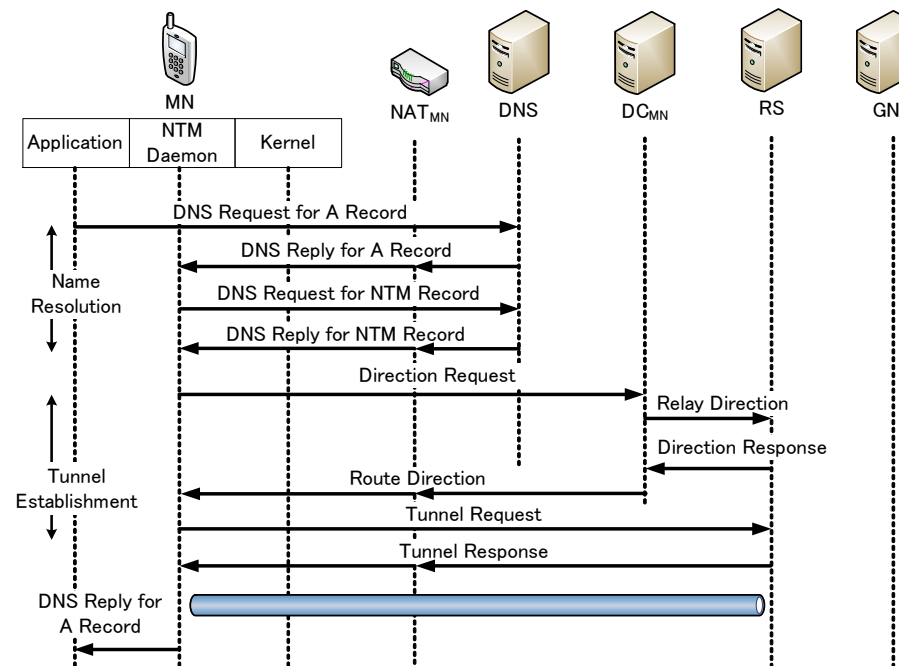 MN
NAT_MN
DNS
DC_MN
RS
GN
Application
NTM
Daemon
Kernel
DNS Request for A Record
DNS Reply for A Record
Name
Resolution
DNS Request for NTM Record
DNS Reply for NTM Record
Direction Request
Relay Direction
Direction Response
Tunnel
Establishment
Route Direction
Tunnel Request
Tunnel Response
DNS Reply for
A Record